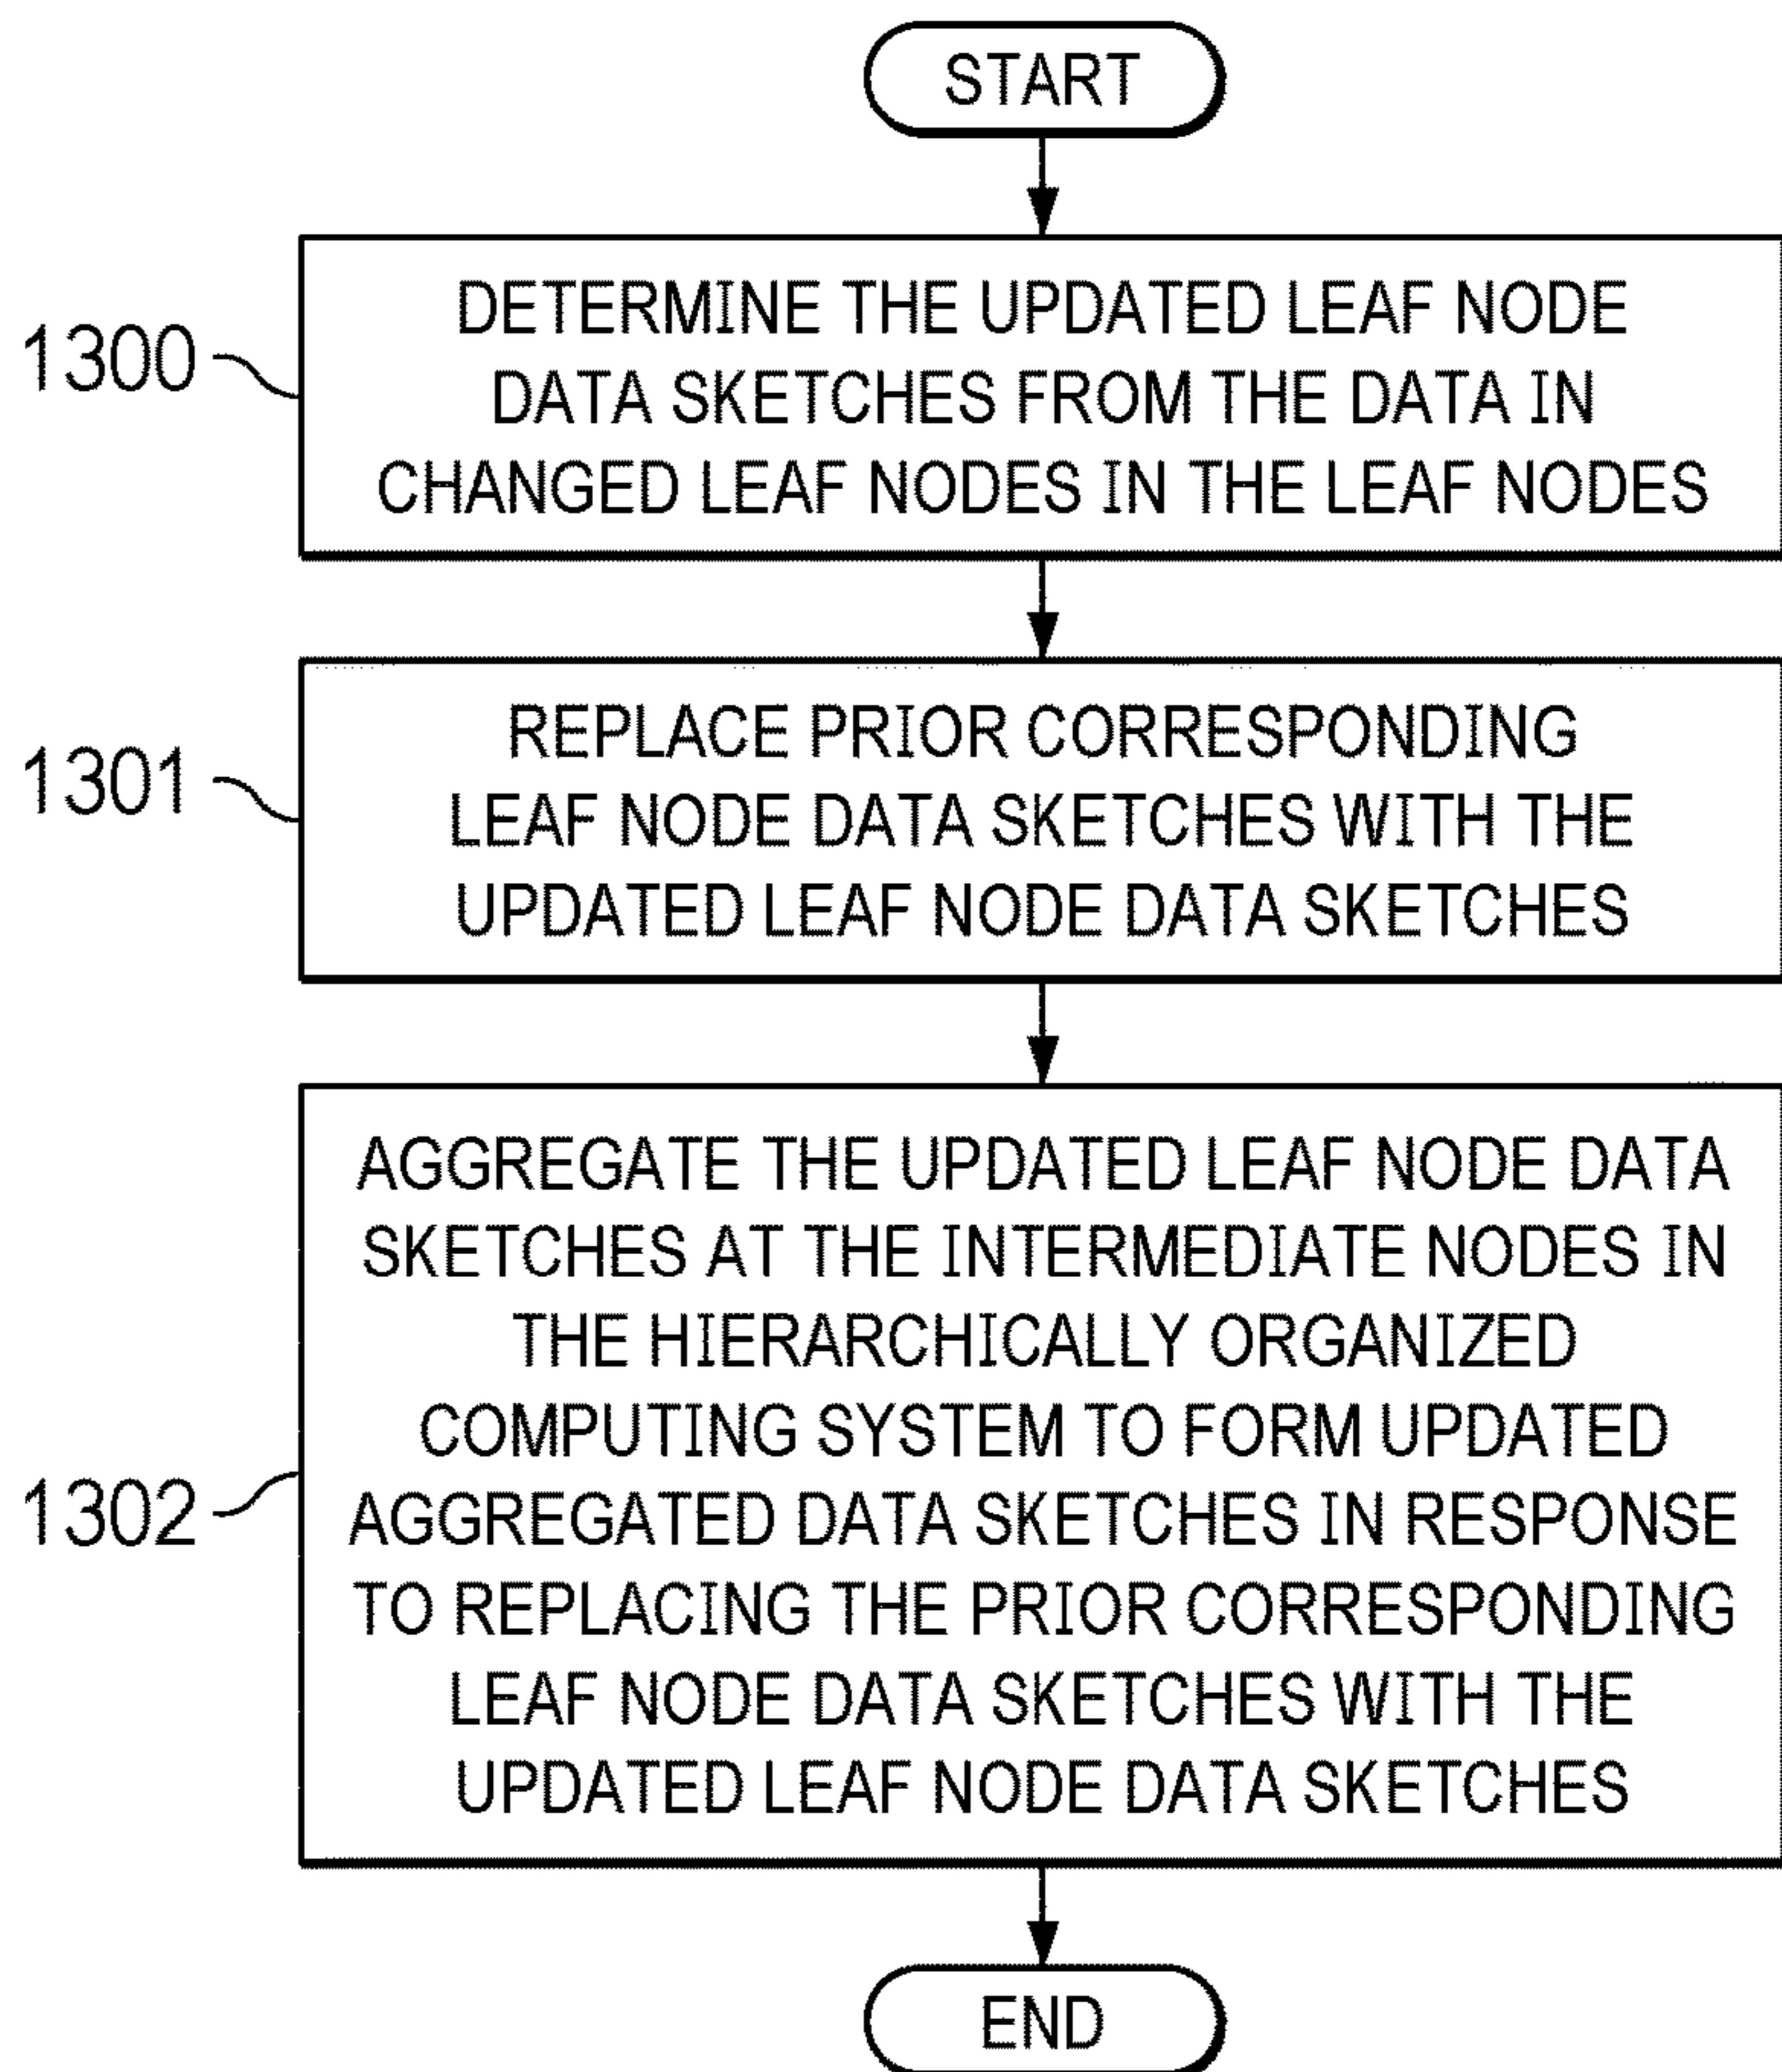 START
1300
DETERMINE THE UPDATED LEAF NODE
DATA SKETCHES FROM THE DATA IN
CHANGED LEAF NODES IN THE LEAF NODES
1301
REPLACE PRIOR CORRESPONDING
LEAF NODE DATA SKETCHES WITH THE
UPDATED LEAF NODE DATA SKETCHES
1302
AGGREGATE THE UPDATED LEAF NODE DATA
SKETCHES AT THE INTERMEDIATE NODES IN
THE HIERARCHICALLY ORGANIZED
COMPUTING SYSTEM TO FORM UPDATED
AGGREGATED DATA SKETCHES IN RESPONSE
TO REPLACING THE PRIOR CORRESPONDING
LEAF NODE DATA SKETCHES WITH THE
UPDATED LEAF NODE DATA SKETCHES
END